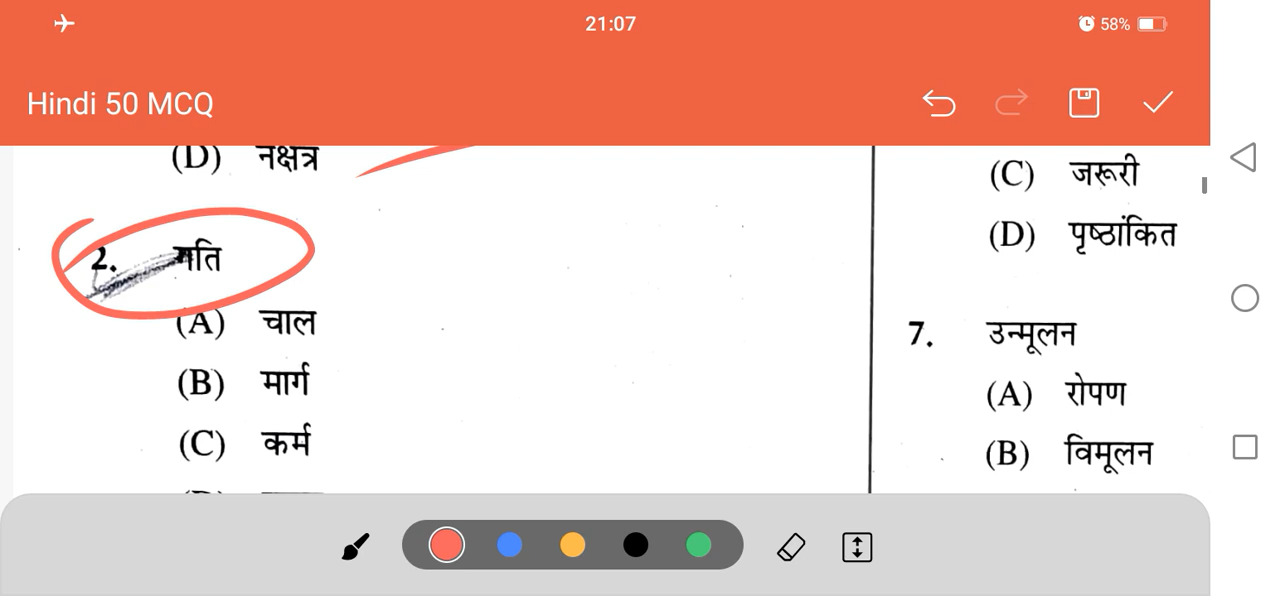 21:07
58%
Hindi 50 MCQ
(D) नक्षत्र
2. गति
(A) चाल
(B) मार्ग
(C) कर्म
(C) जरूरी
(D) पृष्ठांकित
7. उन्मूलन
(A) रोपण
(B) विमूलन